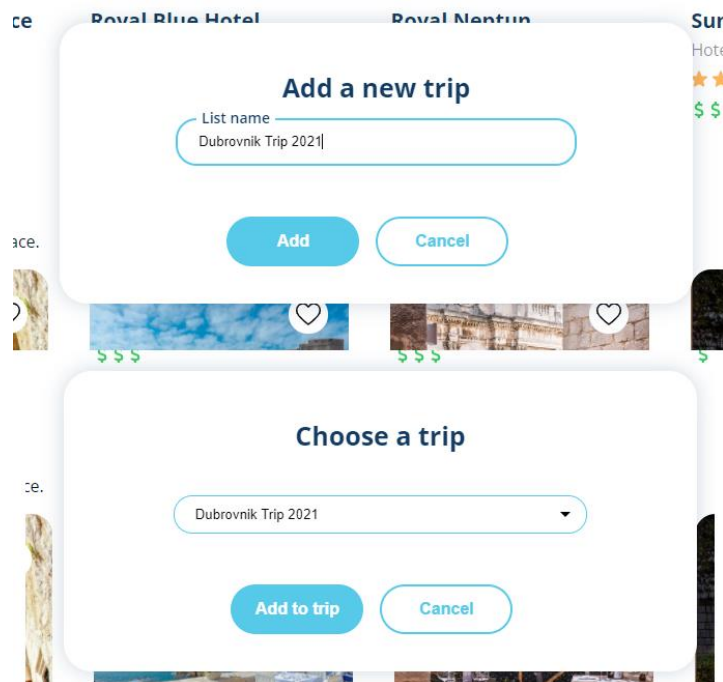 Royal Blue Hotel
Royal Neptun
Add a new trip
List name
Dubrovnik Trip 2021
Add
Cancel
ace.
$ $ $
$ $ $
$ $
$
Choose a trip
Dubrovnik Trip 2021
Add to trip
Cancel